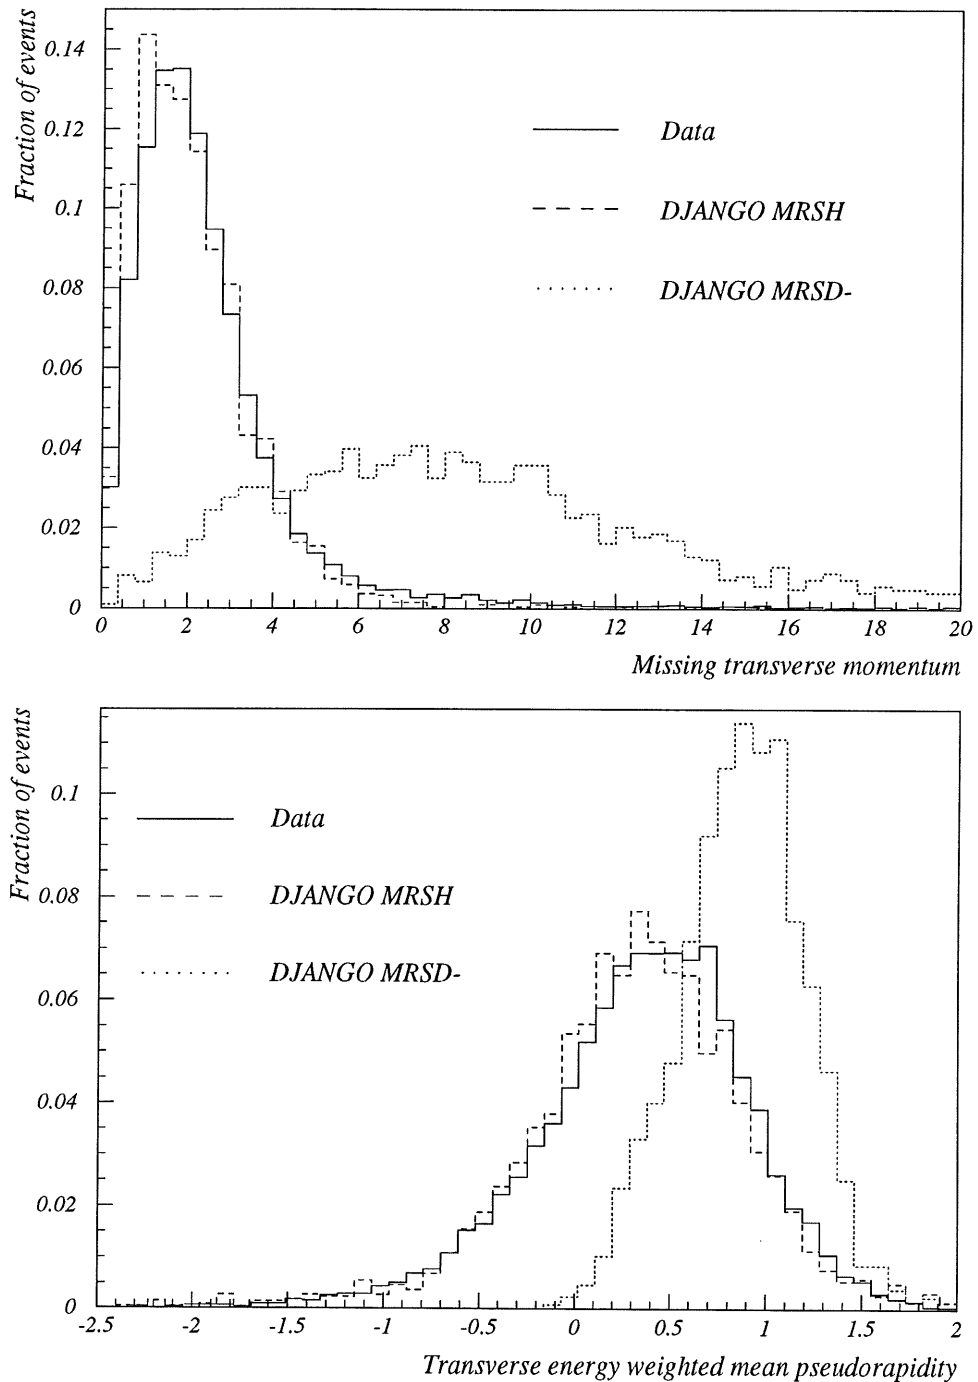 Fraction of events
0.14
0.12
0.1
0.08
0.06
0.04
0.02
0
Data
DJANGO MRSH
DJANGO MRSD-
0 2 4 6 8 10 12 14 16 18 20
Missing transverse momentum
Fraction of events
0.1
0.08
0.06
0.04
0.02
0
Data
DJANGO MRSH
DJANGO MRSD-
-2.5 -2 -1.5 -1 -0.5 0 0.5 1 1.5 2
Transverse energy weighted mean pseudorapidity